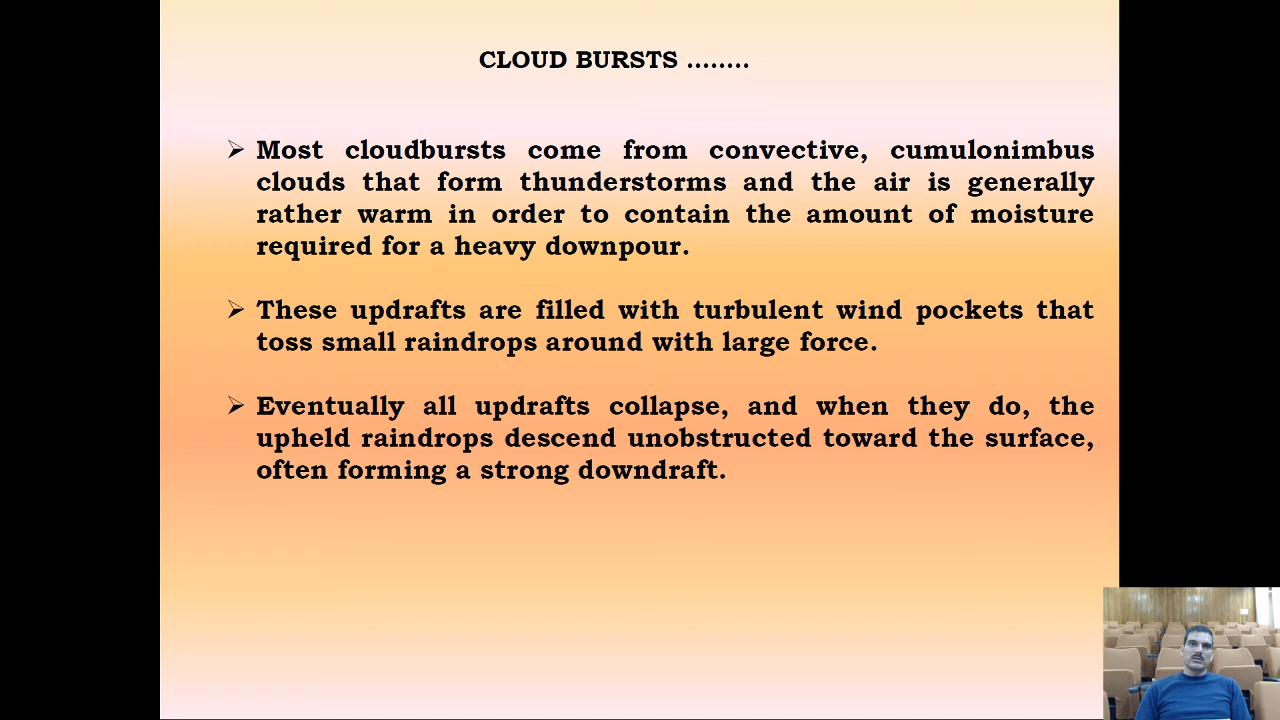 CLOUD BURSTS ........
Most cloudbursts come from convective, cumulonimbus
clouds that form thunderstorms and the air is generally
rather warm in order to contain the amount of moisture
required for a heavy downpour.
These updrafts are filled with turbulent wind pockets that
toss small raindrops around with large force.
Eventually all updrafts collapse, and when they do, the
upheld raindrops descend unobstructed toward the surface,
often forming a strong downdraft.